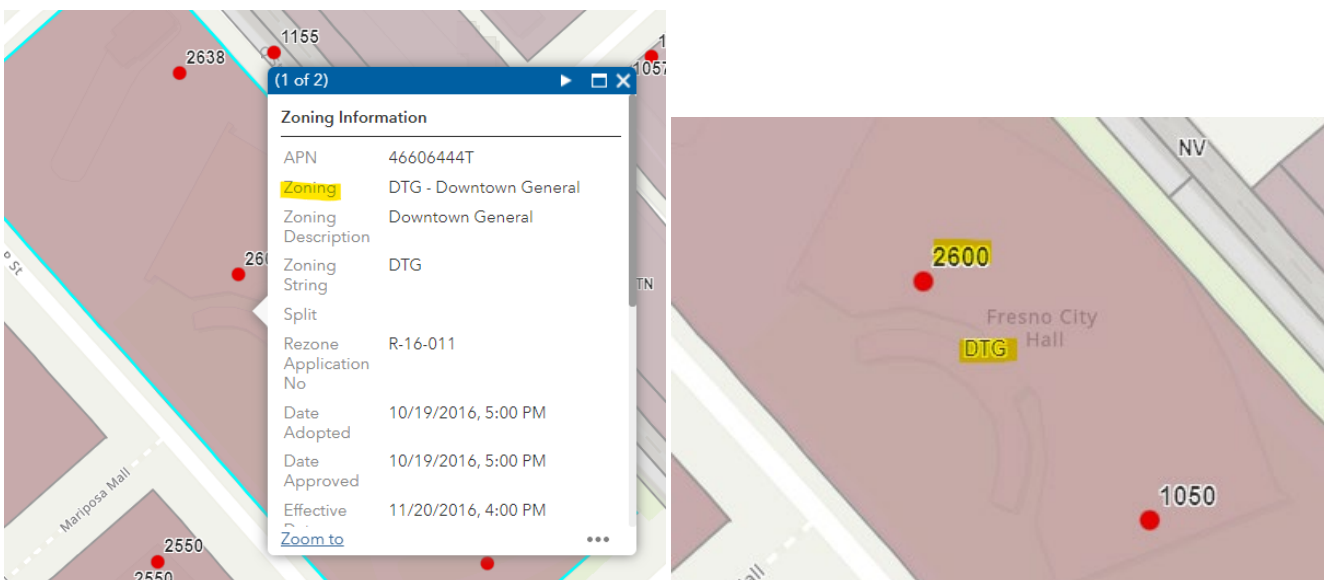 1155
2638
1057
(1 of 2)
Zoning Information
APN 46606444T
Zoning DTG - Downtown General
Zoning Description Downtown General
Zoning String DTG
Split
Rezone Application No R-16-011
Date Adopted 10/19/2016, 5:00 PM
Date Approved 10/19/2016, 5:00 PM
Effective 11/20/2016, 4:00 PM
Zoom to
P St
TN
Mariposa Mall
2550
2550
NV
2600
Fresno City
Hall
DTG
1050